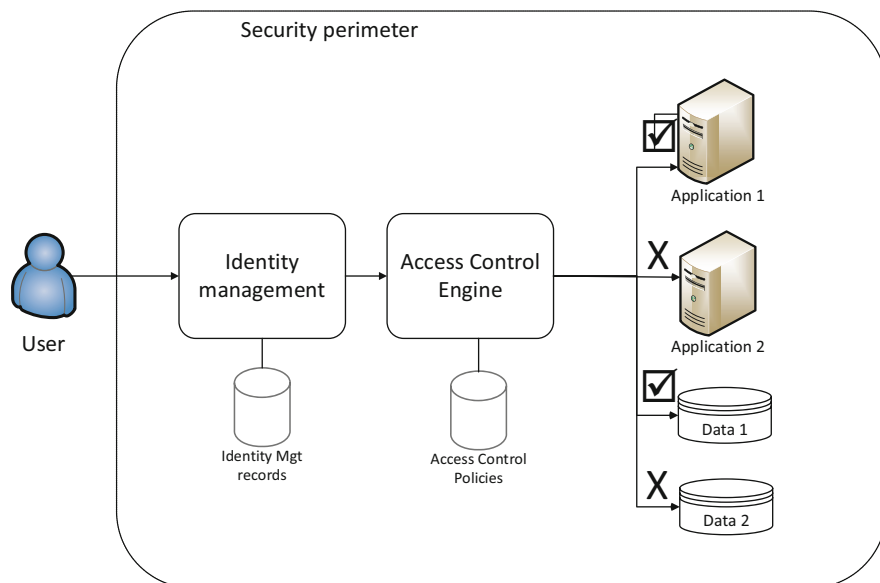 Security perimeter
Application 1
Identity
management
Access Control
Engine
X
Application 2
User
Identity Mgt
records
Access Control
Policies
Data 1
X
Data 2